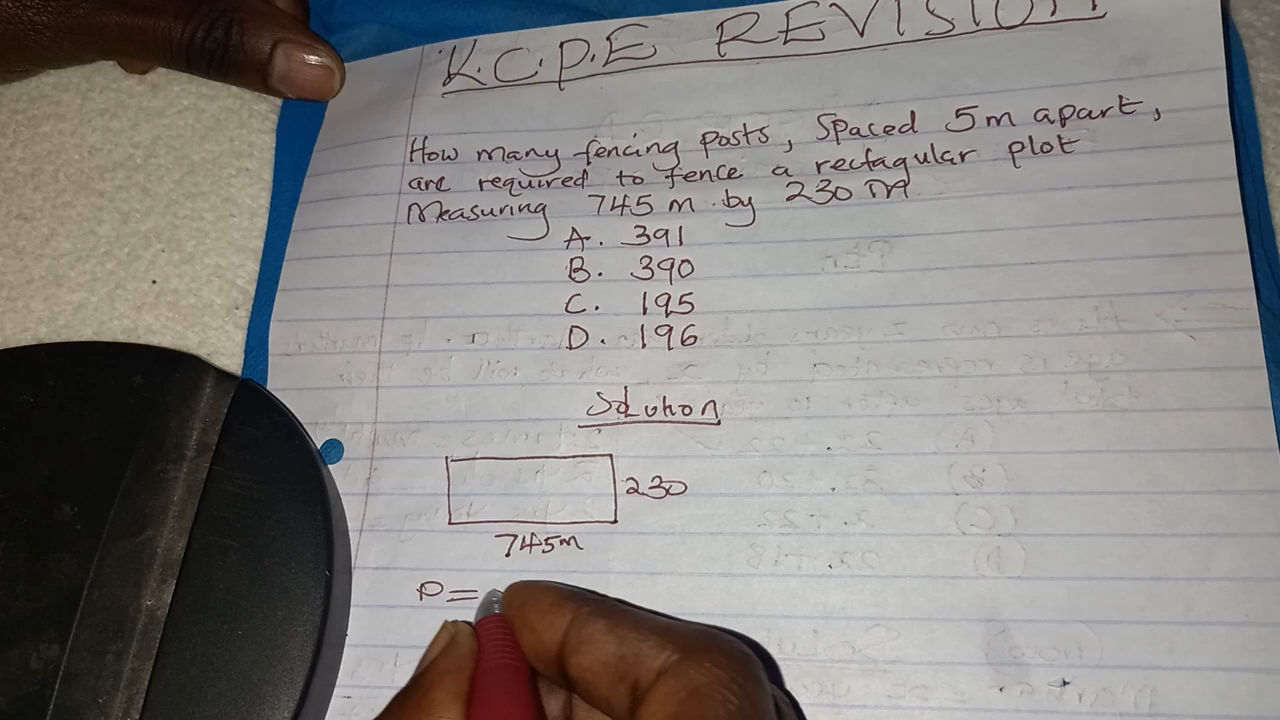 K.C.P.E REVISION
How many fencing posts, Spaced 5m apart,
are required to fence a rectagular plot
Measuring 745 m by 230 m
A. 391
B. 390
C. 195
D. 196
Solution
230
745m
P=